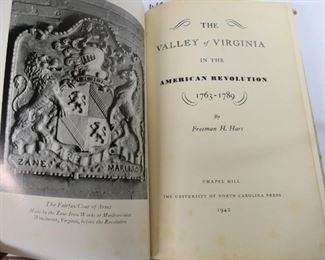 ZANE MARLBRO
The Fairfax Coat of Arms
Made by the Zane Iron Works at Marlboro near
Winchester, Virginia, before the Revolution
THE
VALLEY of VIRGINIA
IN THE
AMERICAN REVOLUTION
1763-1789
By
Freeman H. Hart
CHAPEL HILL
THE UNIVERSITY OF NORTH CAROLINA PRESS
1942